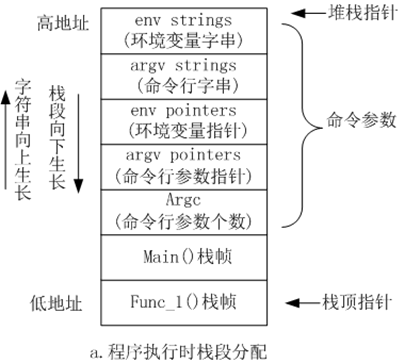 高地址
env strings
(环境变量字串)
堆栈指针
argv strings
(命令行字串)
字符串向上生长
栈段向下生长
env pointers
(环境变量指针)
命令参数
argv pointers
(命令行参数指针)
Argc
(命令行参数个数)
Main()栈帧
低地址
Func_1()栈帧
栈顶指针
a.程序执行时栈段分配